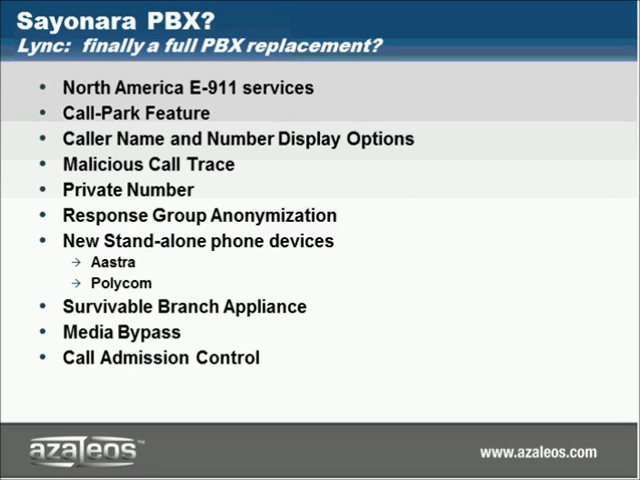 Sayonara PBX?
Lync: finally a full PBX replacement?
• North America E-911 services
• Call-Park Feature
• Caller Name and Number Display Options
• Malicious Call Trace
• Private Number
• Response Group Anonymization
• New Stand-alone phone devices
→ Aastra
→ Polycom
• Survivable Branch Appliance
• Media Bypass
• Call Admission Control
azaleos™
www.azaleos.com